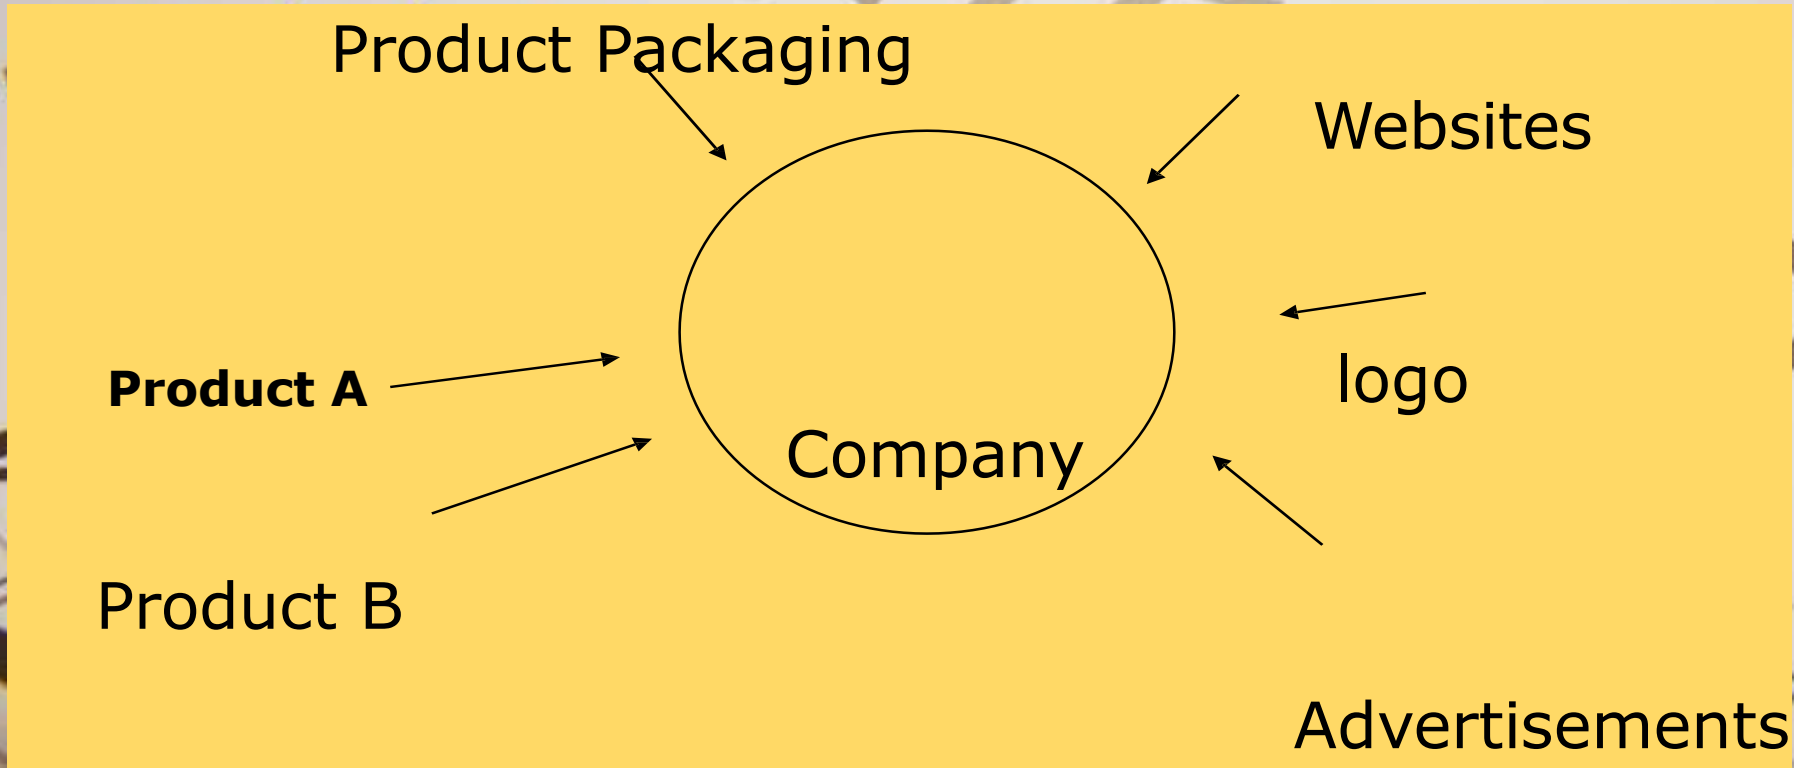 Product Packaging
Websites
Product A
logo
Company
Product B
Advertisements